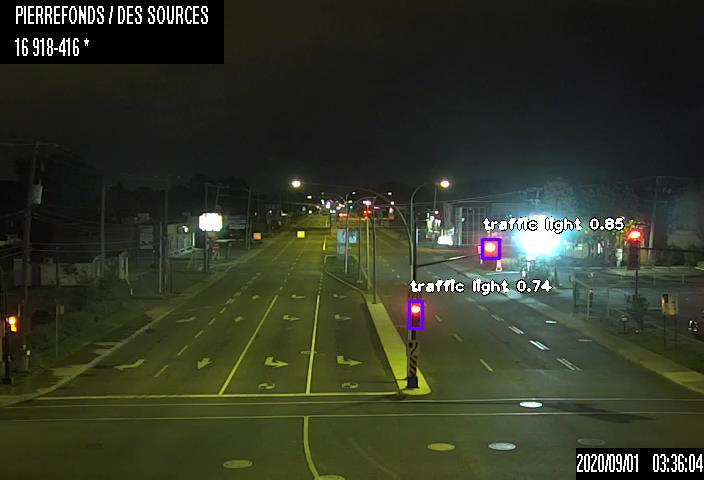 PIERREFONDS / DES SOURCES
16 918-416 *
traffic light 0.85
traffic light 0.74
2020/09/01 03:36:04